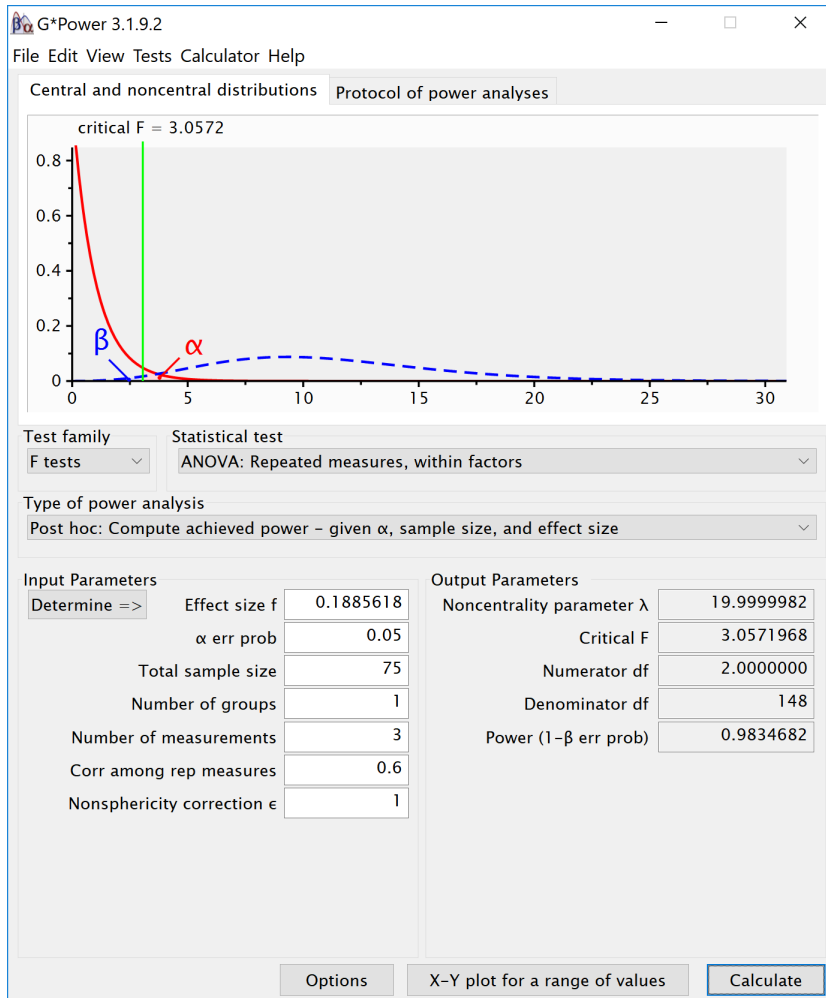 βα G*Power 3.1.9.2
File Edit View Tests Calculator Help
Central and noncentral distributions Protocol of power analyses
critical F = 3.0572
0.8
0.6
0.4
0.2
β α
0
0 5 10 15 20 25 30
Test family Statistical test
F tests ANOVA: Repeated measures, within factors
Type of power analysis
Post hoc: Compute achieved power – given α, sample size, and effect size
Input Parameters Output Parameters
Determine => Effect size f 0.1885618 Noncentrality parameter λ 19.9999982
α err prob 0.05 Critical F 3.0571968
Total sample size 75 Numerator df 2.0000000
Number of groups 1 Denominator df 148
Number of measurements 3 Power (1–β err prob) 0.9834682
Corr among rep measures 0.6
Nonsphericity correction ϵ 1
Options X–Y plot for a range of values Calculate